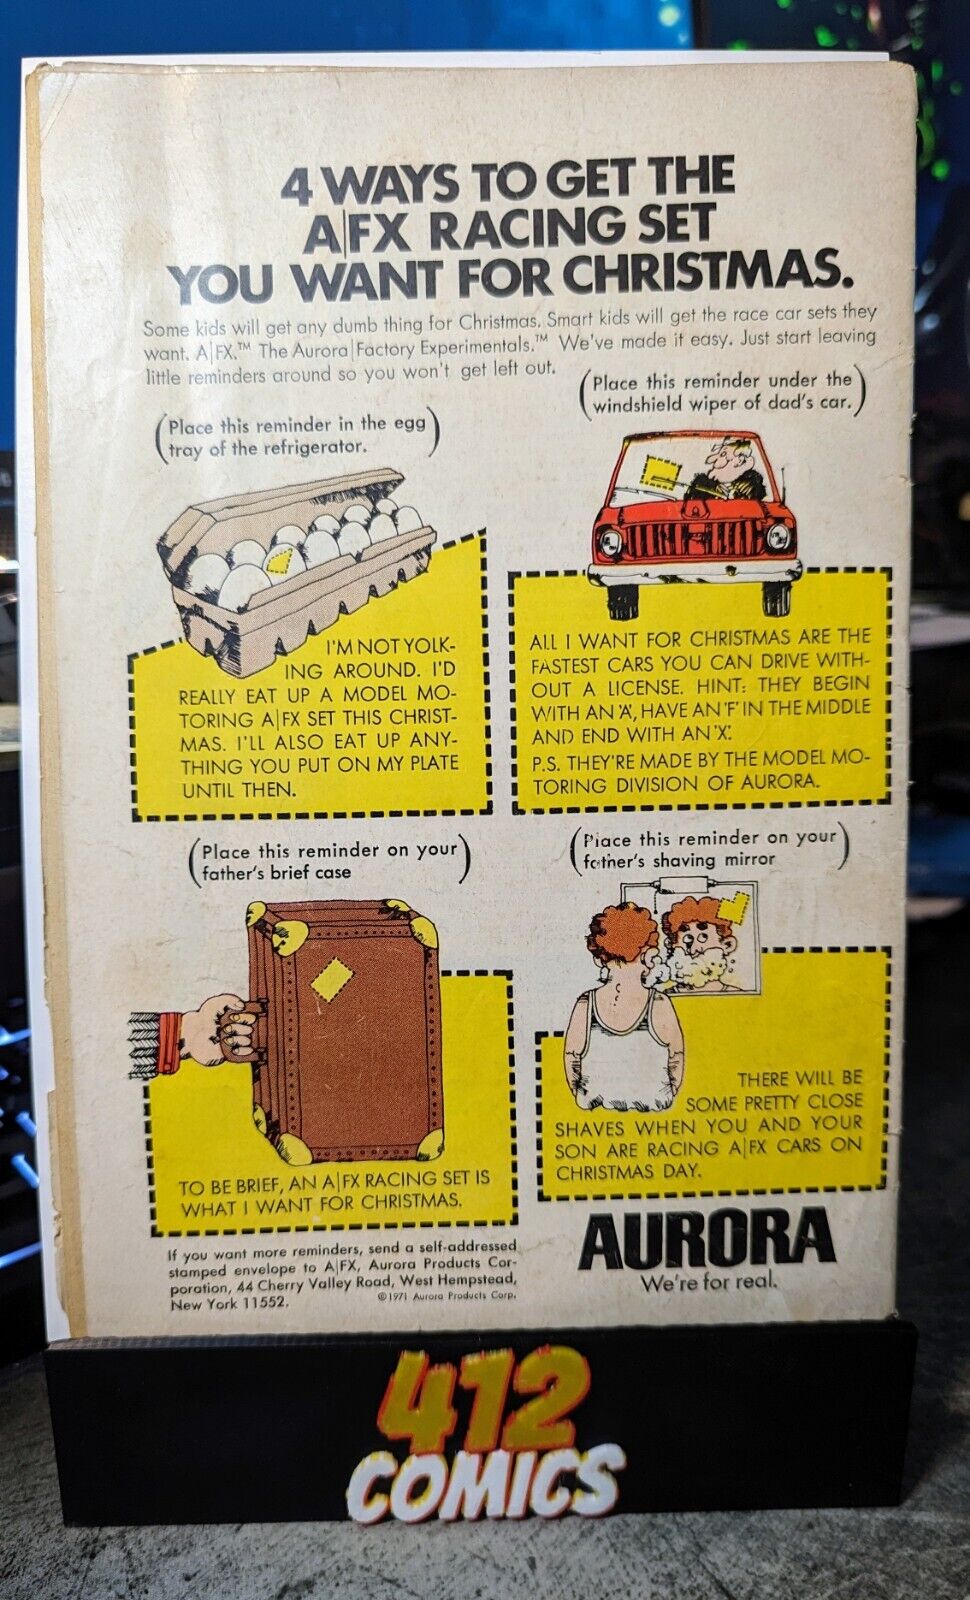 4 WAYS TO GET THE
A|FX RACING SET
YOU WANT FOR CHRISTMAS.
Some kids will get any dumb thing for Christmas. Smart kids will get the race car sets they
want. A|FX.™ The Aurora|Factory Experimentals.™ We've made it easy. Just start leaving
little reminders around so you won't get left out.
(Place this reminder in the egg
tray of the refrigerator.)
(Place this reminder under the
windshield wiper of dad's car.)
I'M NOT YOLK-
ING AROUND. I'D
REALLY EAT UP A MODEL MO-
TORING A|FX SET THIS CHRIST-
MAS. I'LL ALSO EAT UP ANY-
THING YOU PUT ON MY PLATE
UNTIL THEN.
ALL I WANT FOR CHRISTMAS ARE THE
FASTEST CARS YOU CAN DRIVE WITH-
OUT A LICENSE. HINT: THEY BEGIN
WITH AN 'A', HAVE AN 'F' IN THE MIDDLE
AND END WITH AN 'X'.
P.S. THEY'RE MADE BY THE MODEL MO-
TORING DIVISION OF AURORA.
(Place this reminder on your
father's brief case)
(Place this reminder on your
father's shaving mirror)
TO BE BRIEF, AN A|FX RACING SET IS
WHAT I WANT FOR CHRISTMAS.
THERE WILL BE
SOME PRETTY CLOSE
SHAVES WHEN YOU AND YOUR
SON ARE RACING A|FX CARS ON
CHRISTMAS DAY.
If you want more reminders, send a self-addressed
stamped envelope to A|FX, Aurora Products Cor-
poration, 44 Cherry Valley Road, West Hempstead,
New York 11552.
©1971 Aurora Products Corp.
AURORA
We're for real.
412
COMICS